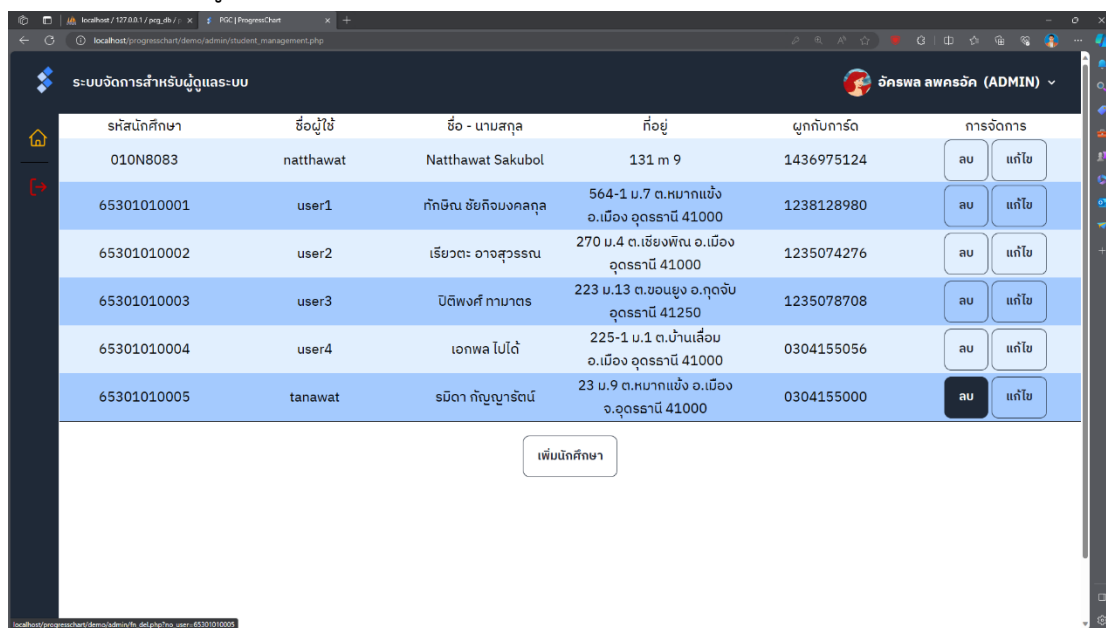 localhost / 127.0.0.1 / pcg_db / p
PGC | ProgressChart
localhost/progresschart/demo/admin/student_management.php
ระบบจัดการสำหรับผู้ดูแลระบบ
อัครพล ลพครอัค (ADMIN)
รหัสนักศึกษา ชื่อผู้ใช้ ชื่อ - นามสกุล ที่อยู่ ผูกกับการ์ด การจัดการ
010N8083 natthawat Natthawat Sakubol 131 m 9 1436975124 ลบ แก้ไข
65301010001 user1 ทักษิณ ชัยกิจมงคลกุล 564-1 ม.7 ต.หมากแข้ง
อ.เมือง อุดรธานี 41000 1238128980 ลบ แก้ไข
65301010002 user2 เรียวตะ อาจสุวรรณ 270 ม.4 ต.เชียงพิณ อ.เมือง
อุดรธานี 41000 1235074276 ลบ แก้ไข
65301010003 user3 ปิติพงศ์ ทามาตร 223 ม.13 ต.ขอนยูง อ.กุดจับ
อุดรธานี 41250 1235078708 ลบ แก้ไข
65301010004 user4 เอกพล ไปได้ 225-1 ม.1 ต.บ้านเลื่อม
อ.เมือง อุดรธานี 41000 0304155056 ลบ แก้ไข
65301010005 tanawat รมิดา กัญญารัตน์ 23 ม.9 ต.หมากแข้ง อ.เมือง
จ.อุดรธานี 41000 0304155000 ลบ แก้ไข
เพิ่มนักศึกษา
localhost/progresschart/demo/admin/fn_del.php?no_user=65301010005